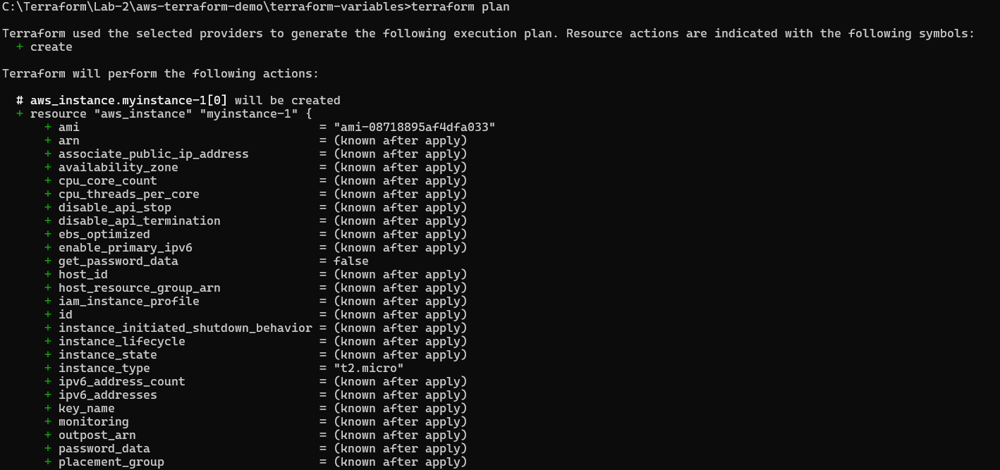 C:\Terraform\Lab-2\aws-terraform-demo\terraform-variables>terraform plan
Terraform used the selected providers to generate the following execution plan. Resource actions are indicated with the following symbols:
  + create
Terraform will perform the following actions:
  # aws_instance.myinstance-1[0] will be created
  + resource "aws_instance" "myinstance-1" {
      + ami                                  = "ami-08718895af4dfa033"
      + arn                                  = (known after apply)
      + associate_public_ip_address          = (known after apply)
      + availability_zone                    = (known after apply)
      + cpu_core_count                       = (known after apply)
      + cpu_threads_per_core                 = (known after apply)
      + disable_api_stop                     = (known after apply)
      + disable_api_termination              = (known after apply)
      + ebs_optimized                        = (known after apply)
      + enable_primary_ipv6                  = (known after apply)
      + get_password_data                    = false
      + host_id                              = (known after apply)
      + host_resource_group_arn              = (known after apply)
      + iam_instance_profile                 = (known after apply)
      + id                                   = (known after apply)
      + instance_initiated_shutdown_behavior = (known after apply)
      + instance_lifecycle                   = (known after apply)
      + instance_state                       = (known after apply)
      + instance_type                        = "t2.micro"
      + ipv6_address_count                   = (known after apply)
      + ipv6_addresses                       = (known after apply)
      + key_name                             = (known after apply)
      + monitoring                           = (known after apply)
      + outpost_arn                          = (known after apply)
      + password_data                        = (known after apply)
      + placement_group                      = (known after apply)